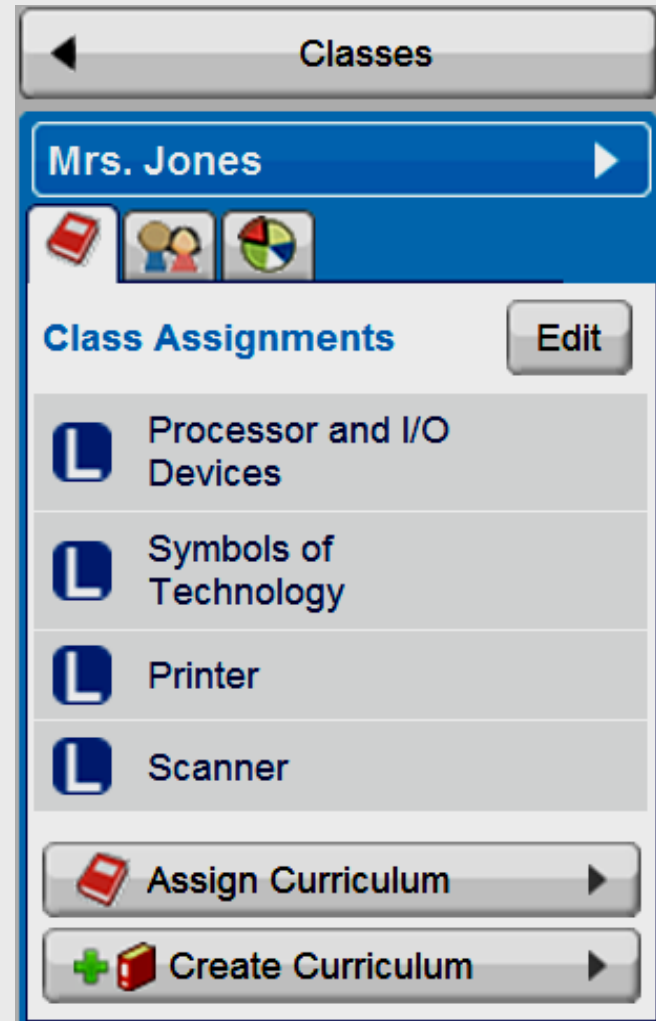 Classes
Mrs. Jones
Class Assignments
Edit
L
Processor and I/O
Devices
L
Symbols of
Technology
L
Printer
L
Scanner
Assign Curriculum
Create Curriculum